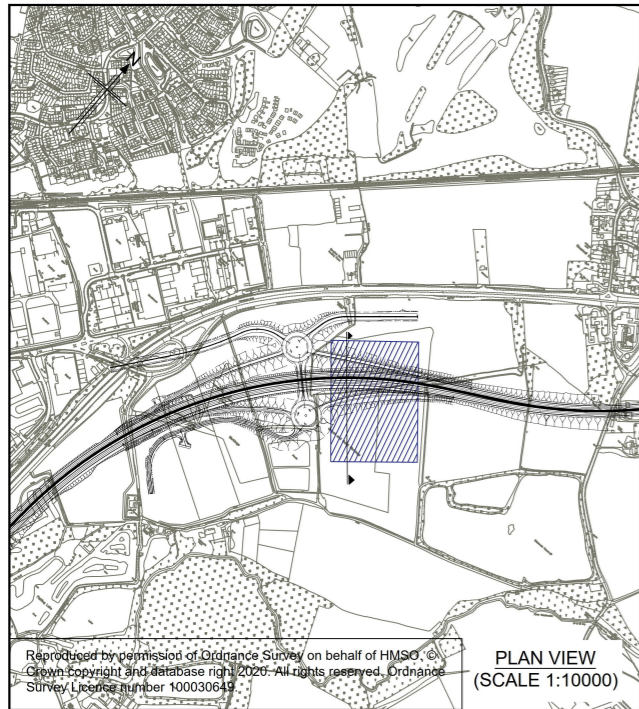 N
Reproduced by permission of Ordnance Survey on behalf of HMSO, ©
Crown copyright and database right 2026. All rights reserved. Ordnance
Survey Licence number 100030649.
PLAN VIEW
(SCALE 1:10000)